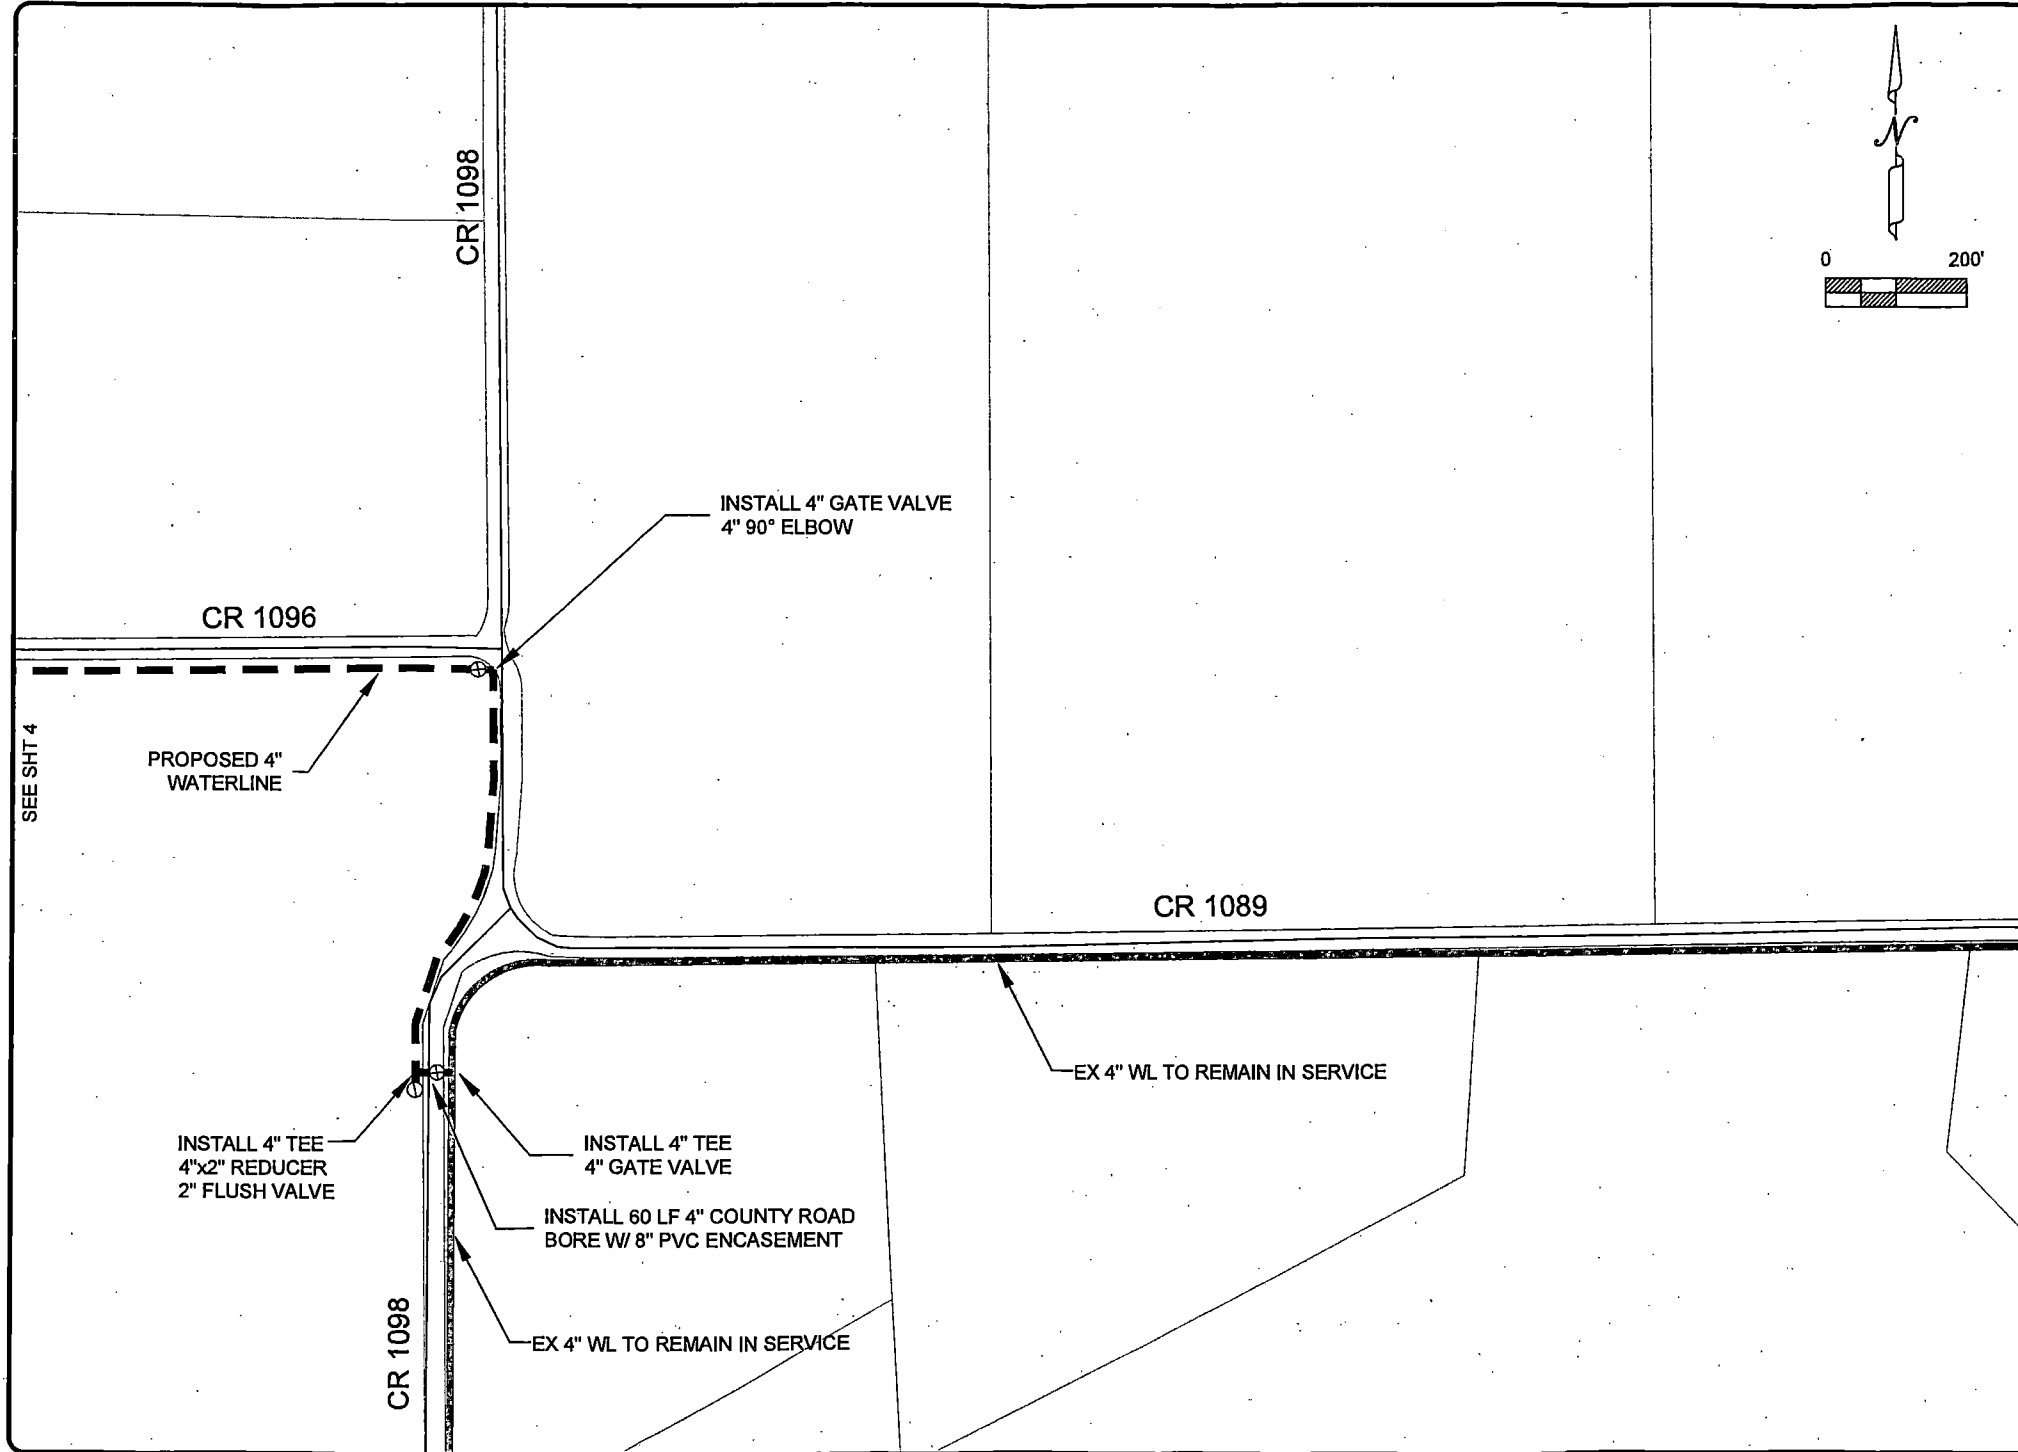 CR 1098
N
0 200'
INSTALL 4" GATE VALVE
4" 90° ELBOW
CR 1096
SEE SHT 4
PROPOSED 4"
WATERLINE
CR 1089
EX 4" WL TO REMAIN IN SERVICE
INSTALL 4" TEE
4"x2" REDUCER
2" FLUSH VALVE
INSTALL 4" TEE
4" GATE VALVE
INSTALL 60 LF 4" COUNTY ROAD
BORE W/ 8" PVC ENCASEMENT
EX 4" WL TO REMAIN IN SERVICE
CR 1098